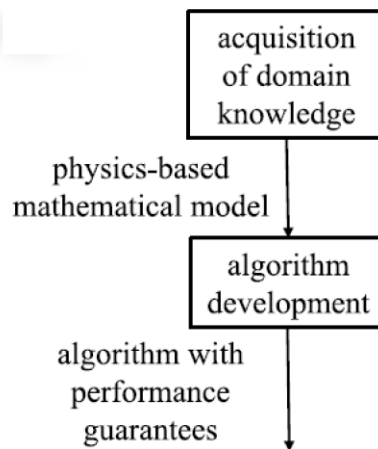 acquisition
of domain
knowledge
physics-based
mathematical model
algorithm
development
algorithm with
performance
guarantees